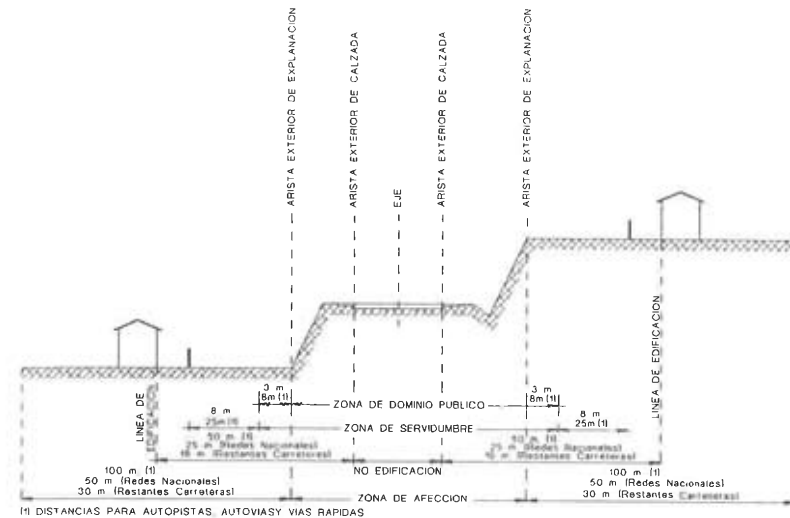 ARISTA EXTERIOR DE EXPLANACION
ARISTA EXTERIOR DE CALZADA
EJE
ARISTA EXTERIOR DE CALZADA
ARISTA EXTERIOR DE EXPLANACION
LINEA DE EDIFICACION
LINEA DE EDIFICACION
3 m
8m (1)
ZONA DE DOMINIO PUBLICO
3 m
8m (1)
8 m
25m(1)
ZONA DE SERVIDUMBRE
8 m
25m(1)
50 m (1)
25 m (Redes Nacionales)
(Restantes Carreteras)
NO EDIFICACION
50 m (1)
25 m (Redes Nacionales)
(Restantes Carreteras)
100 m (1)
50 m (Redes Nacionales)
30 m (Restantes Carreteras)
ZONA DE AFECCION
100 m (1)
50 m (Redes Nacionales)
30 m (Restantes Carreteras)
(1) DISTANCIAS PARA AUTOPISTAS, AUTOVIAS Y VIAS RAPIDAS